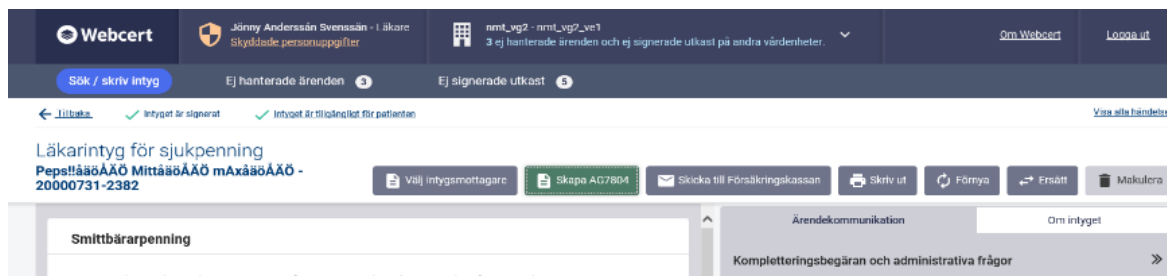 Webcert
Jönny Anderssán Svenssän - Läkare
Skyddade personuppgifter
nmt_vg2 - nmt_vg2_ve1
3 ej hanterade ärenden och ej signerade utkast på andra vårdenheter.
Om Webcert
Logga ut
Sök / skriv intyg
Ej hanterade ärenden 3
Ej signerade utkast 5
Tillbaka
Intyget är signerat
Intyget är tillgängligt för patienten
Visa alla händelse
Läkarintyg för sjukpenning
Peps!!åäöÅÄÖ MittåäöÅÄÖ mAxåäöÅÄÖ -
20000731-2382
Välj intygsmottagare
Skapa AG7804
Skicka till Försäkringskassan
Skriv ut
Förnya
Ersätt
Makulera
Ärendekommunikation
Om intyget
Smittbärarpenning
Kompletteringsbegäran och administrativa frågor